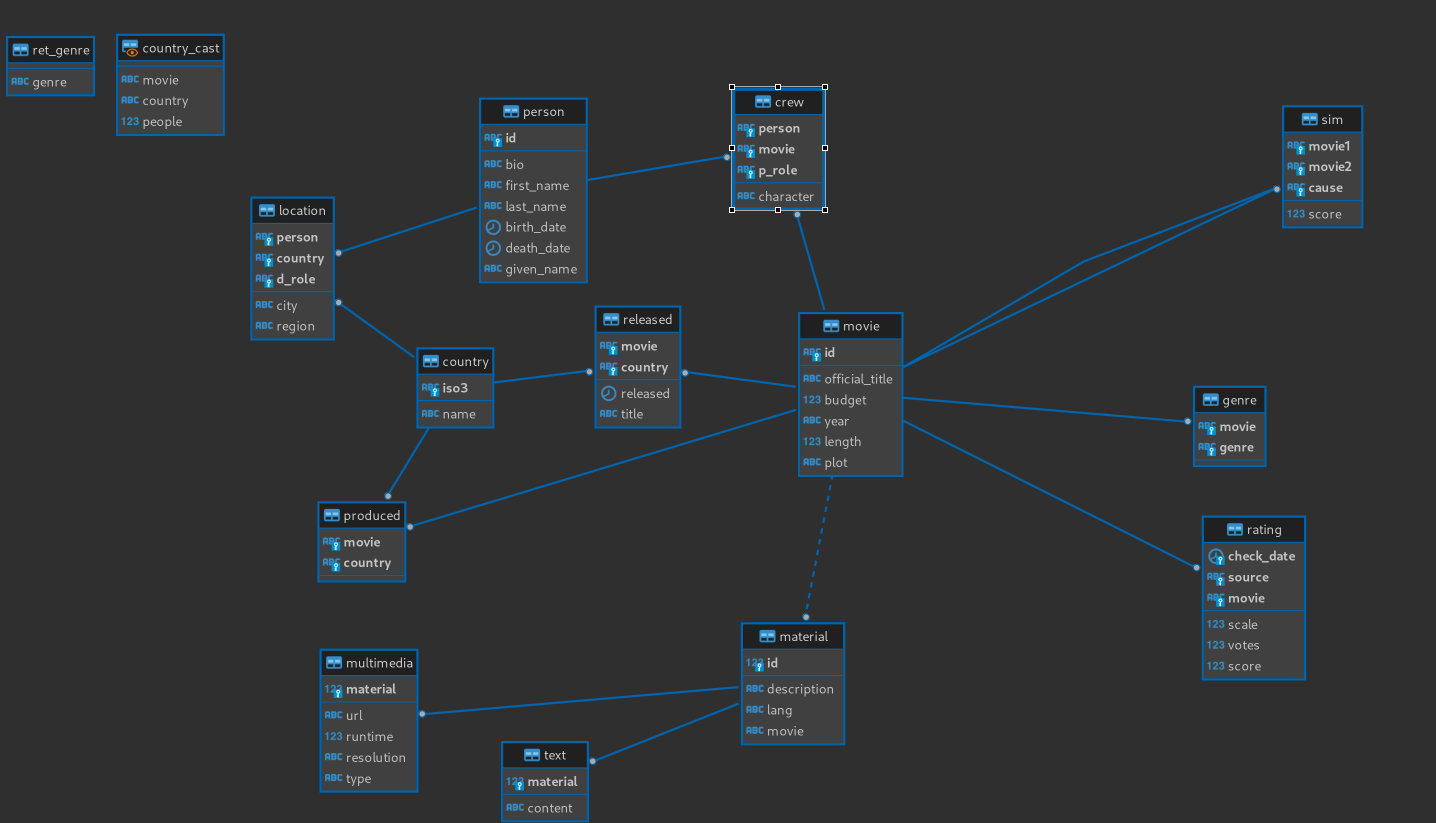 ret_genre
ABC genre
country_cast
ABC movie
ABC country
123 people
person
ABC id
ABC bio
ABC first_name
ABC last_name
birth_date
death_date
ABC given_name
crew
ABC person
ABC movie
ABC p_role
ABC character
sim
ABC movie1
ABC movie2
ABC cause
123 score
location
ABC person
ABC country
ABC d_role
ABC city
ABC region
released
ABC movie
ABC country
released
ABC title
movie
ABC id
ABC official_title
123 budget
ABC year
123 length
ABC plot
country
ABC iso3
ABC name
genre
ABC movie
ABC genre
produced
ABC movie
ABC country
rating
check_date
ABC source
ABC movie
123 scale
123 votes
123 score
material
123 id
ABC description
ABC lang
ABC movie
multimedia
123 material
ABC url
123 runtime
ABC resolution
ABC type
text
123 material
ABC content